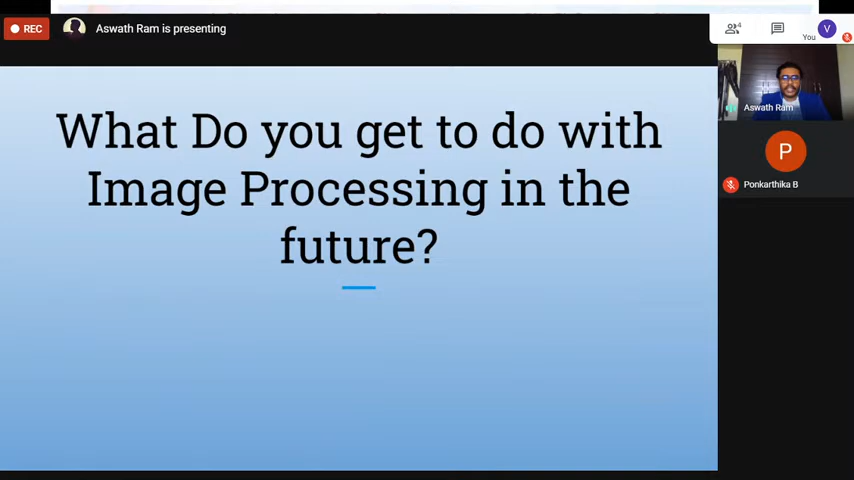 REC
Aswath Ram is presenting
4
You
V
What Do you get to do with
Image Processing in the
future?
Aswath Ram
P
Ponkarthika B